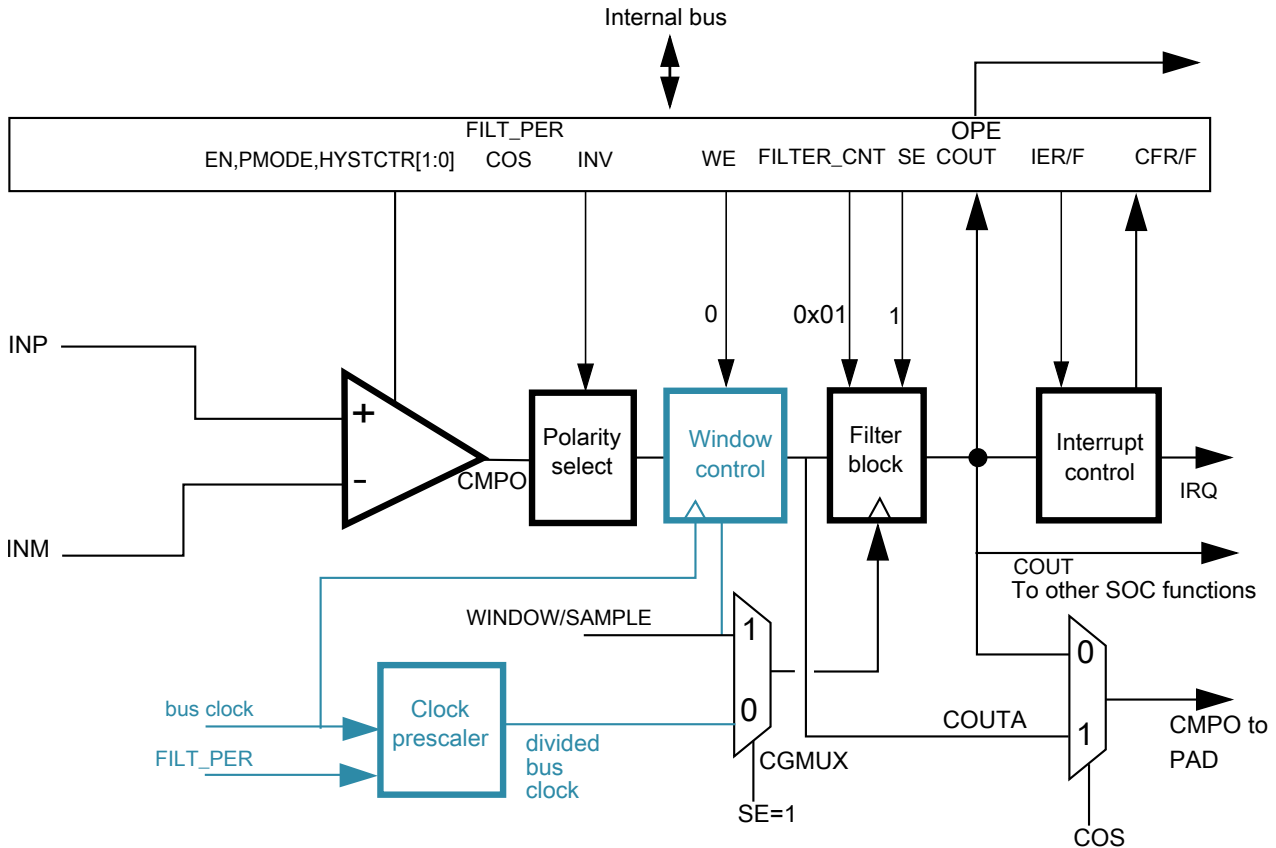 Internal bus
FILT_PER
OPE
EN,PMODE,HYSTCTR[1:0]
COS
INV
WE
FILTER_CNT
SE
COUT
IER/F
CFR/F
0
0x01
1
INP
INM
+
-
CMPO
Polarity
select
Window
control
Filter
block
Interrupt
control
IRQ
COUT
To other SOC functions
WINDOW/SAMPLE
1
0
CGMUX
SE=1
bus clock
FILT_PER
Clock
prescaler
divided
bus
clock
COUTA
0
1
COS
CMPO to
PAD